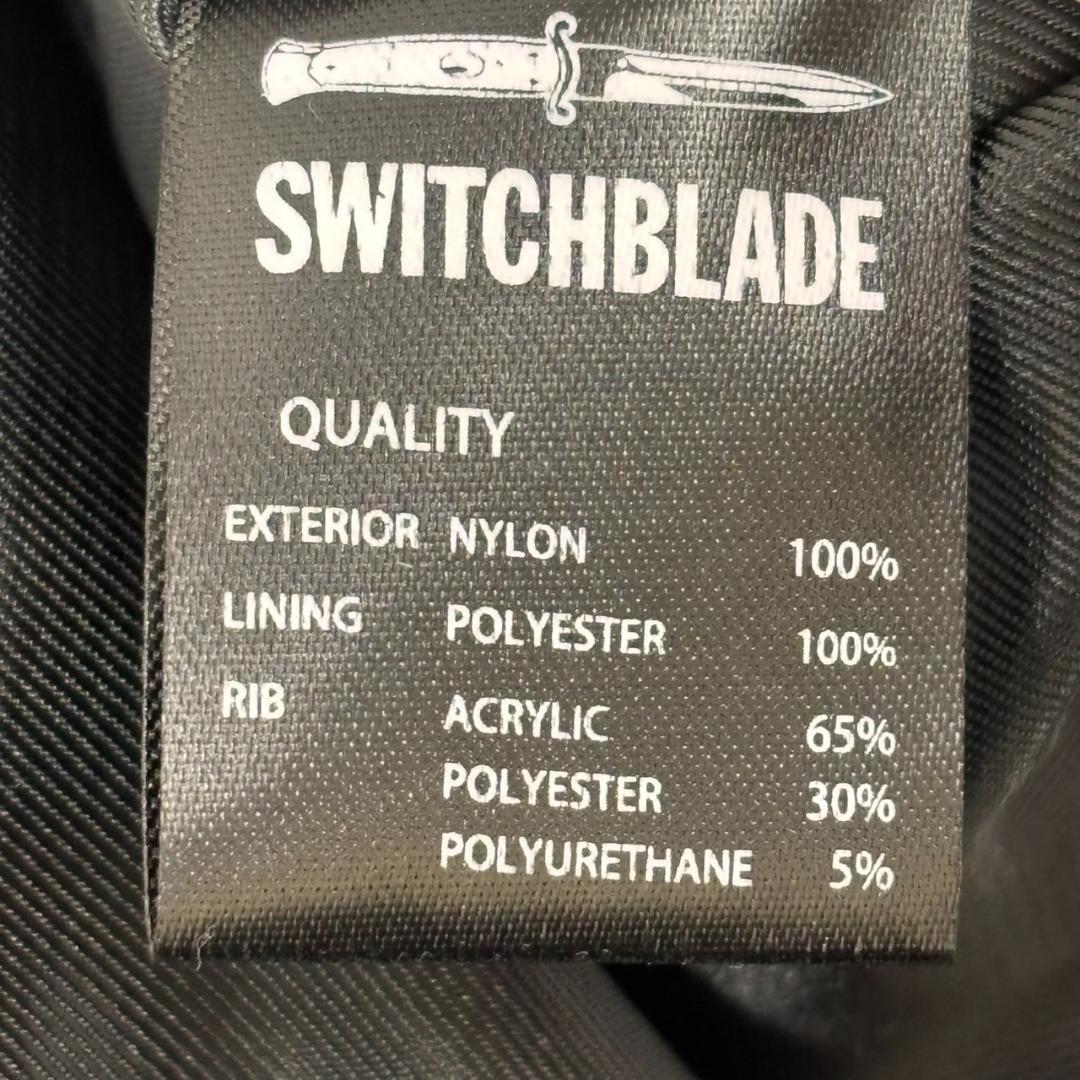 SWITCHBLADE
QUALITY
EXTERIOR NYLON 100%
LINING POLYESTER 100%
RIB ACRYLIC 65%
POLYESTER 30%
POLYURETHANE 5%